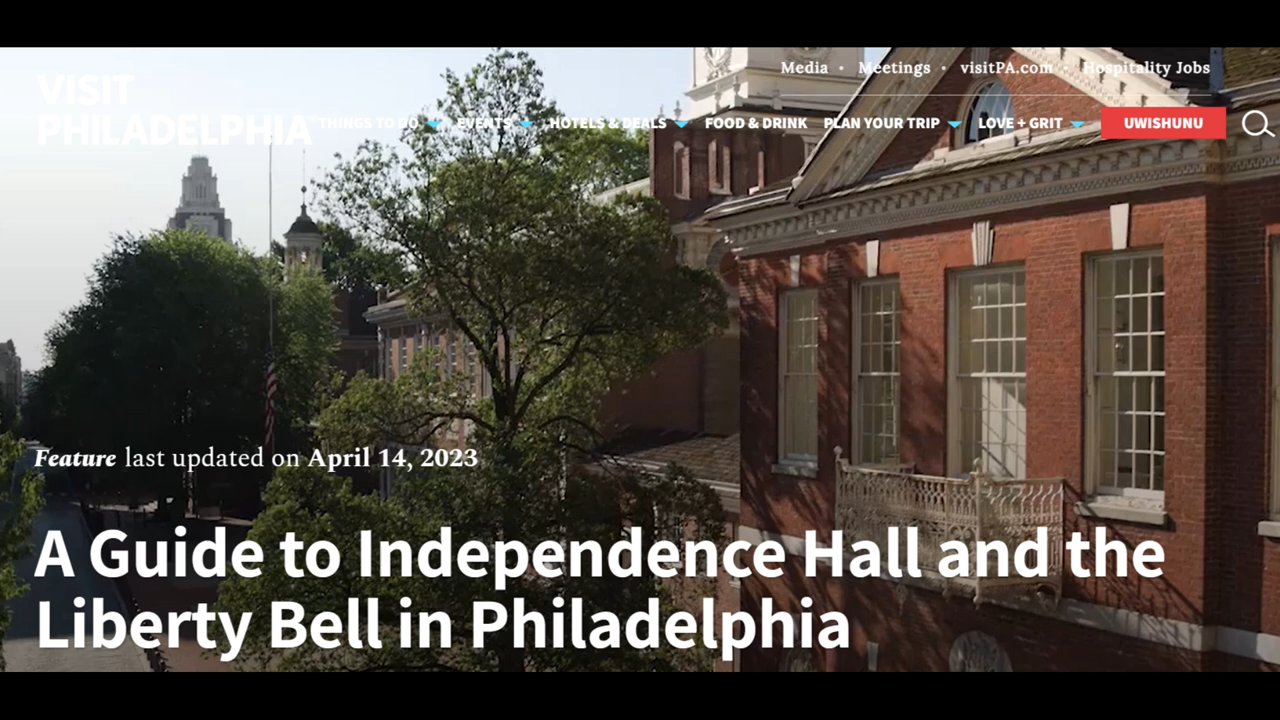 Media • Meetings • visitPA.com • Hospitality Jobs
VISIT
PHILADELPHIA®
THINGS TO DO EVENTS HOTELS & DEALS FOOD & DRINK PLAN YOUR TRIP LOVE + GRIT UWISHUNU
Feature last updated on April 14, 2023
A Guide to Independence Hall and the
Liberty Bell in Philadelphia